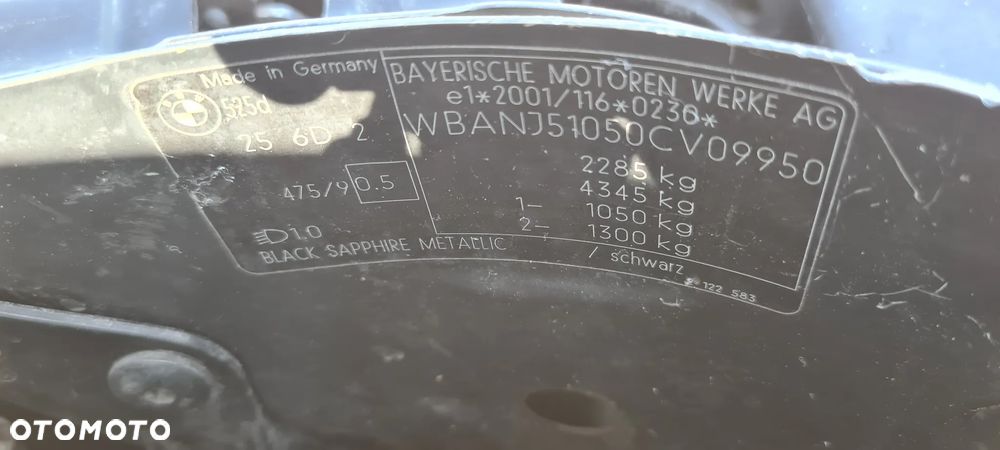 Made in Germany
525d
25 6D 2
475/9 0.5
D1.0
BLACK SAPPHIRE METALLIC / schwarz
BAYERISCHE MOTOREN WERKE AG
e1*2001/116*0230*
WBANJ51050CV09950
2285 kg
4345 kg
1– 1050 kg
2– 1300 kg
122 583
OTOMOTO